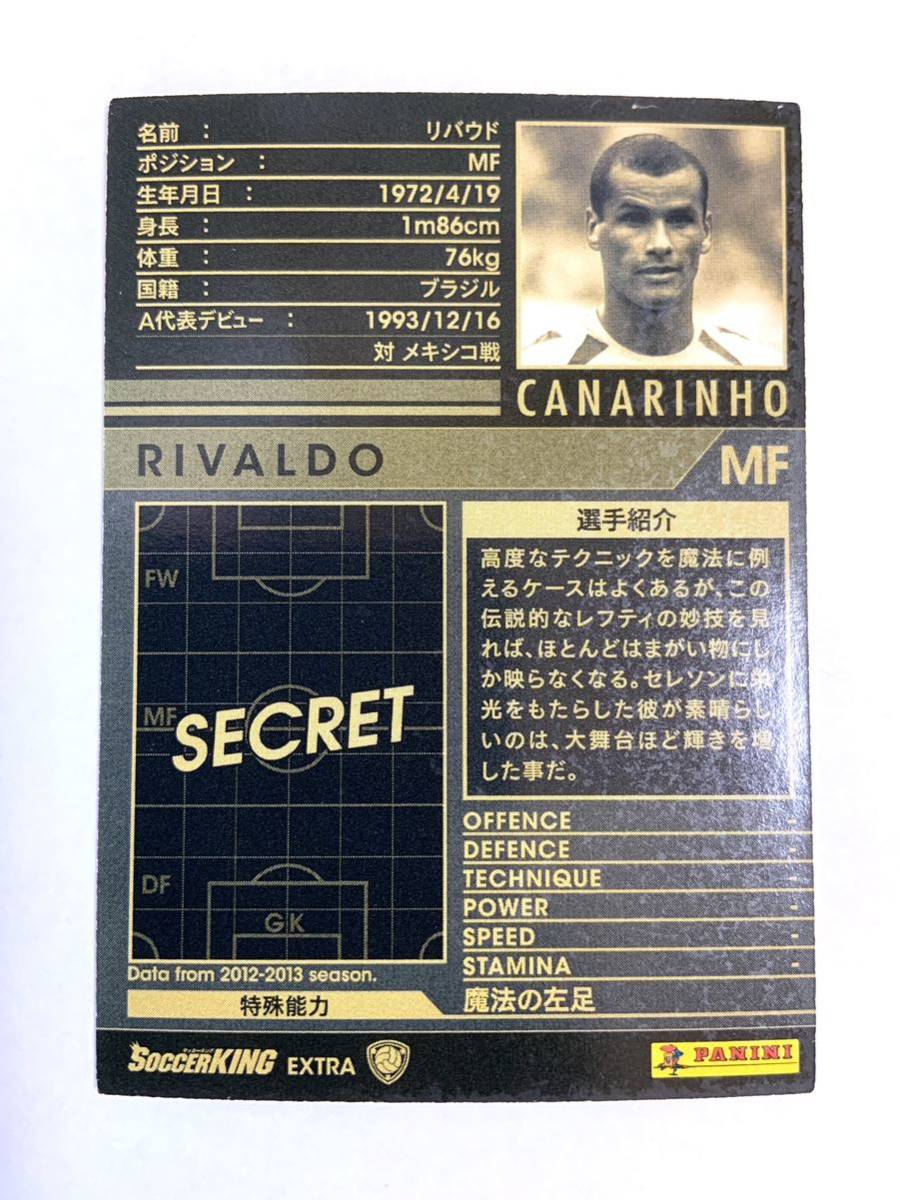 名前 : リバウド
ポジション : MF
生年月日 : 1972/4/19
身長 : 1m86cm
体重 : 76kg
国籍 : ブラジル
A代表デビュー : 1993/12/16
対 メキシコ戦
CANARINHO
RIVALDO
MF
FW
MF
SECRET
DF
GK
Data from 2012-2013 season.
選手紹介
高度なテクニックを魔法に例
えるケースはよくあるが、この
伝説的なレフティの妙技を見
れば、ほとんどはまがい物にし
か映らなくなる。セレソンに栄
光をもたらした彼が素晴らし
いのは、大舞台ほど輝きを増
した事だ。
OFFENCE -
DEFENCE -
TECHNIQUE -
POWER -
SPEED -
STAMINA -
特殊能力 魔法の左足
サッカーキング
SOCCERKING EXTRA
PANINI